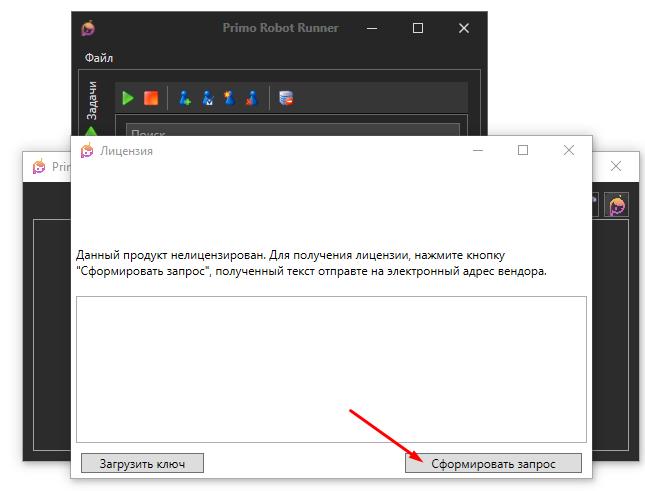 Primo Robot Runner
Файл
Задачи
Поиск
Лицензия
Данный продукт нелицензирован. Для получения лицензии, нажмите кнопку
"Сформировать запрос", полученный текст отправте на электронный адрес вендора.
Загрузить ключ
Сформировать запрос